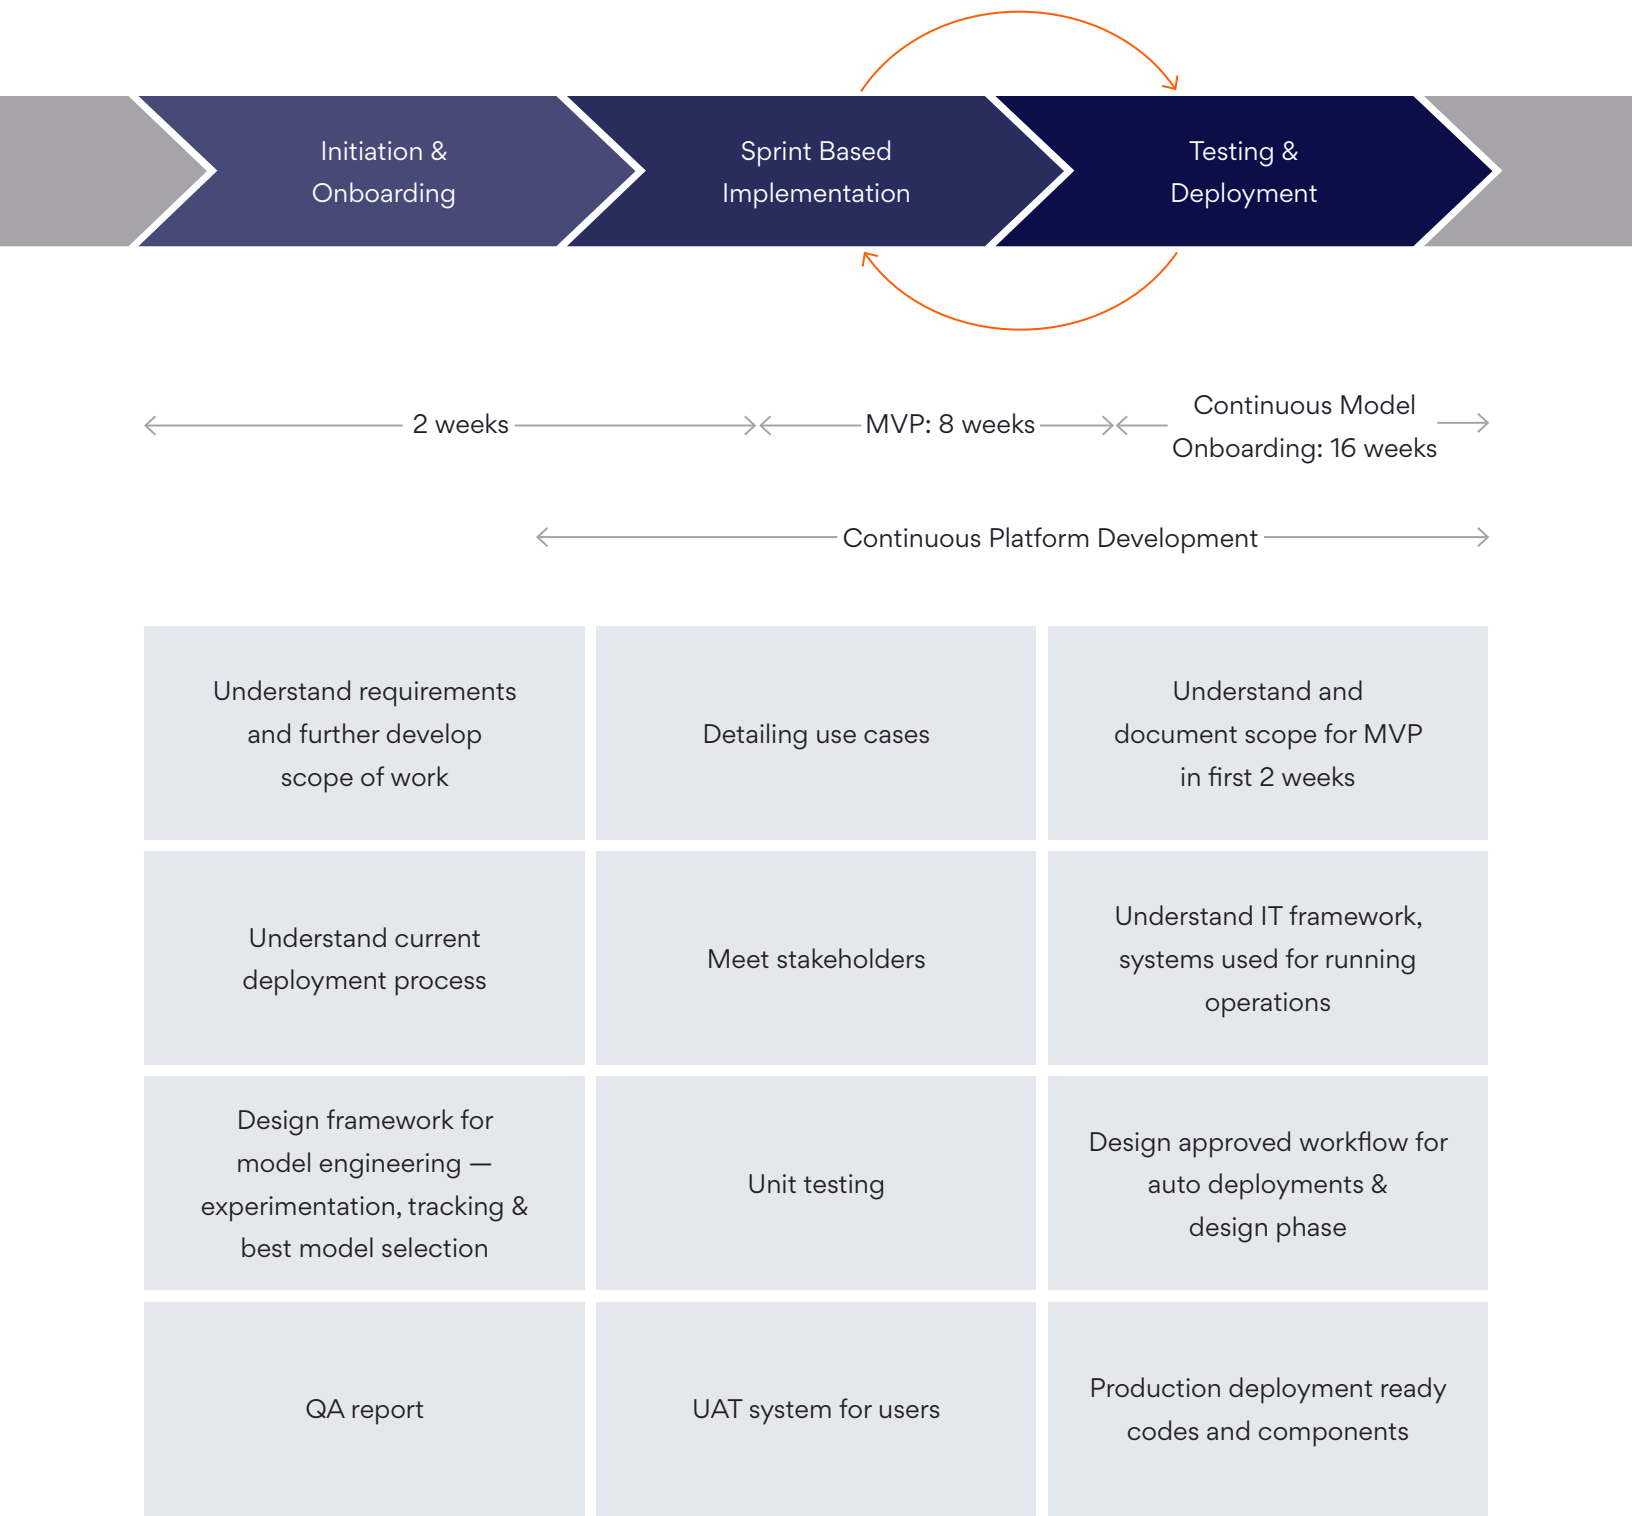 Initiation &
Onboarding
Sprint Based
Implementation
Testing &
Deployment
2 weeks
MVP: 8 weeks
Continuous Model
Onboarding: 16 weeks
Continuous Platform Development
Understand requirements
and further develop
scope of work
Detailing use cases
Understand and
document scope for MVP
in first 2 weeks
Understand current
deployment process
Meet stakeholders
Understand IT framework,
systems used for running
operations
Design framework for
model engineering —
experimentation, tracking &
best model selection
Unit testing
Design approved workflow for
auto deployments &
design phase
QA report
UAT system for users
Production deployment ready
codes and components